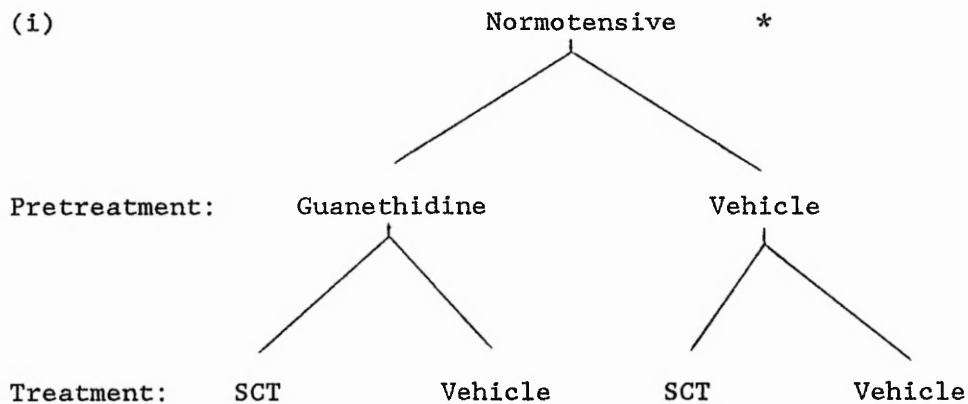 (i) Normotensive *
Pretreatment: Guanethidine Vehicle
Treatment: SCT Vehicle SCT Vehicle